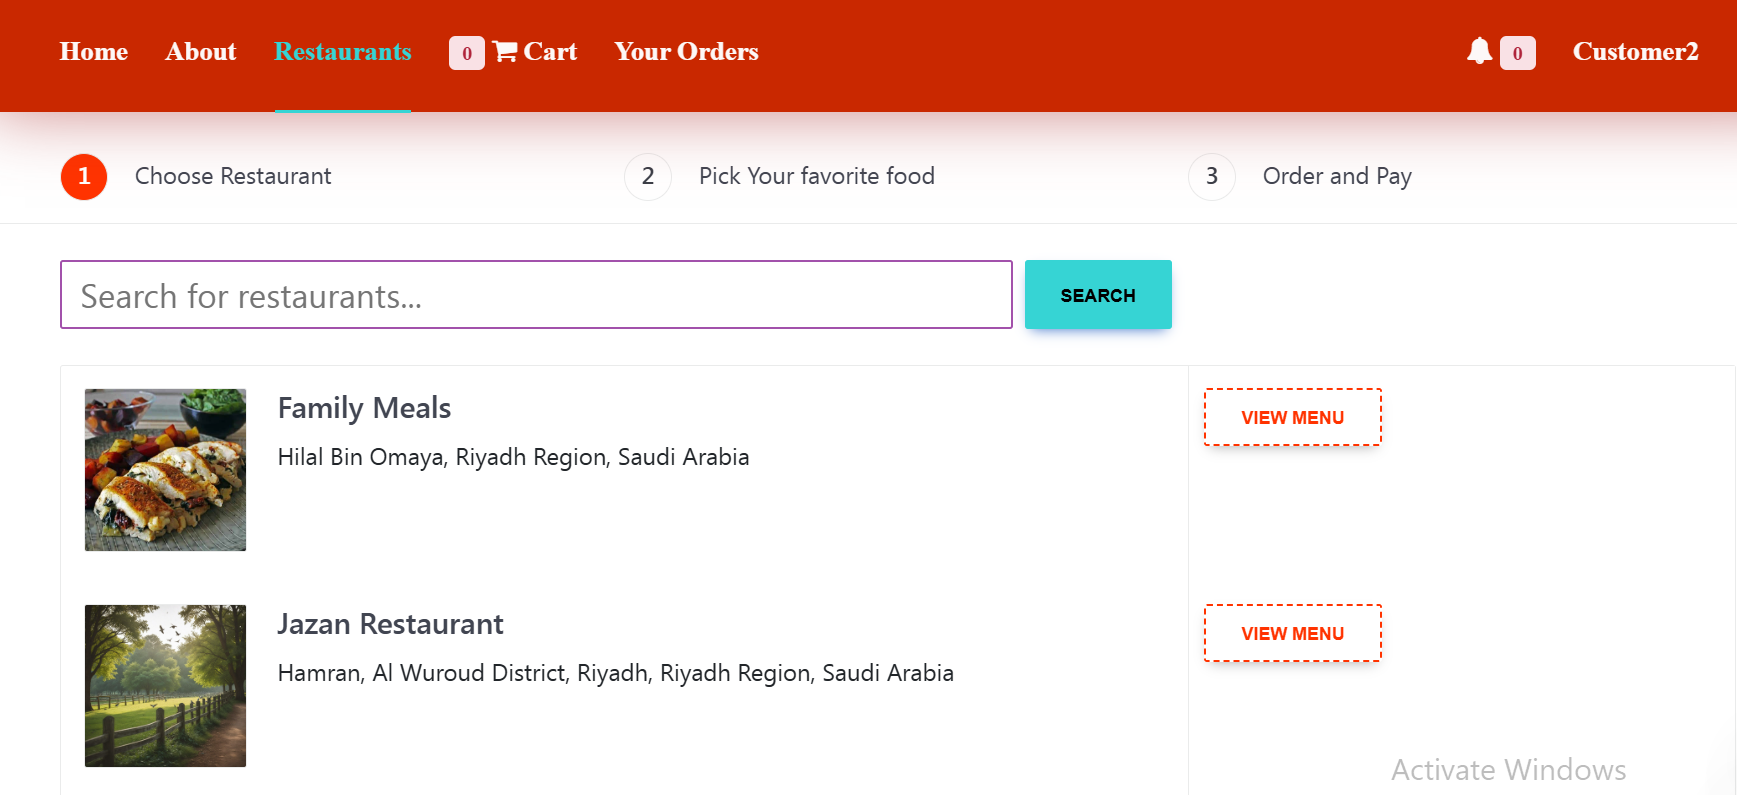 Home About Restaurants 0 Cart Your Orders 0 Customer2
1 Choose Restaurant 2 Pick Your favorite food 3 Order and Pay
Search for restaurants... SEARCH
Family Meals VIEW MENU
Hilal Bin Omaya, Riyadh Region, Saudi Arabia
Jazan Restaurant VIEW MENU
Hamran, Al Wuroud District, Riyadh, Riyadh Region, Saudi Arabia
Activate Windows